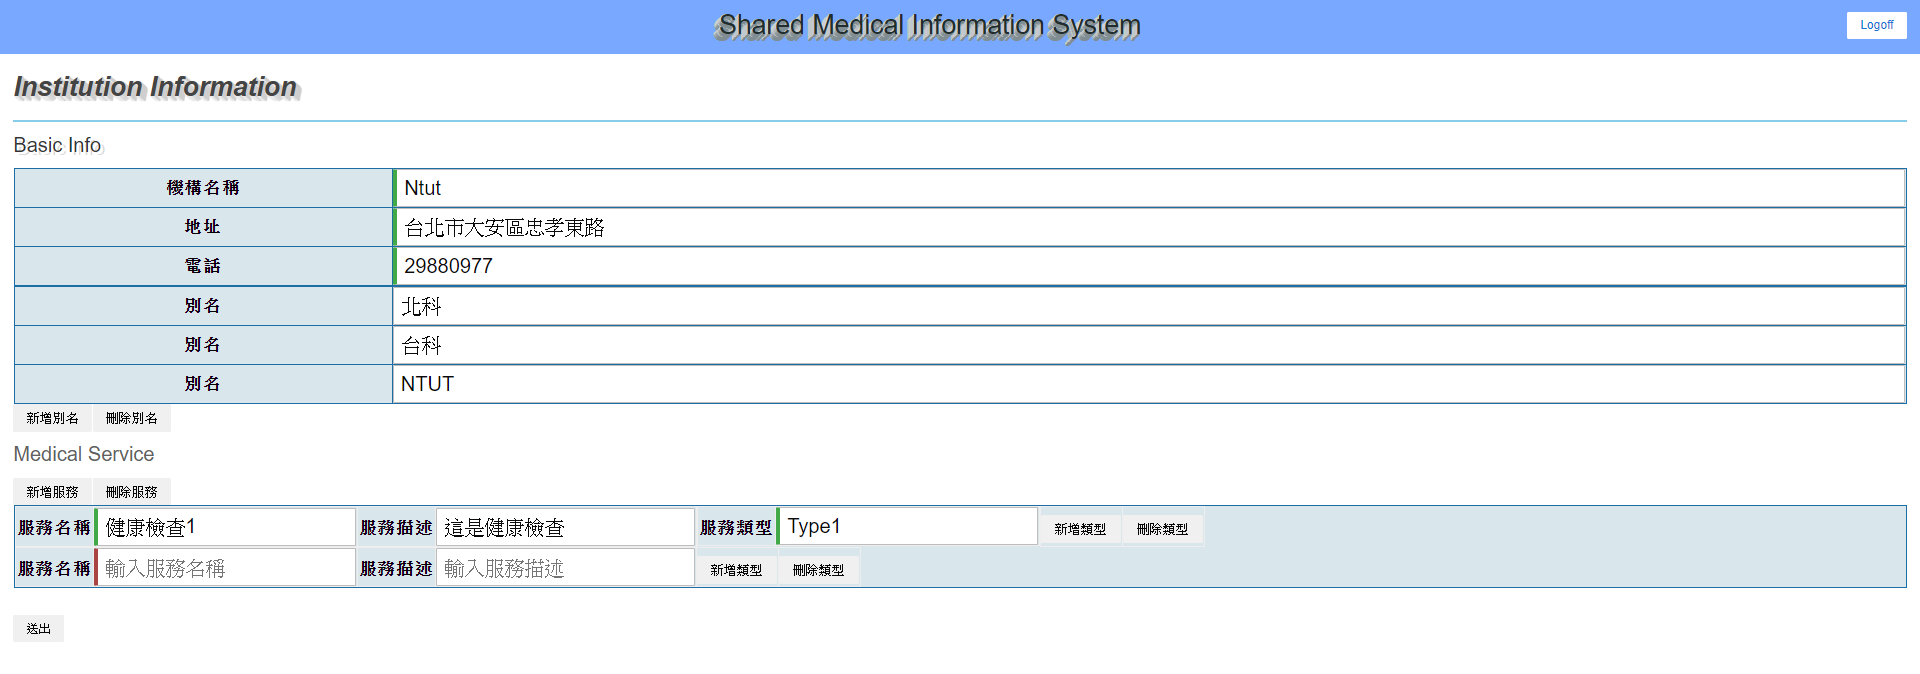 Shared Medical Information System
Logoff
Institution Information
Basic Info
機構名稱 Ntut
地址 台北市大安區忠孝東路
電話 29880977
別名 北科
別名 台科
別名 NTUT
新增別名 刪除別名
Medical Service
新增服務 刪除服務
服務名稱 健康檢查1 服務描述 這是健康檢查 服務類型 Type1 新增類型 刪除類型
服務名稱 輸入服務名稱 服務描述 輸入服務描述 新增類型 刪除類型
送出